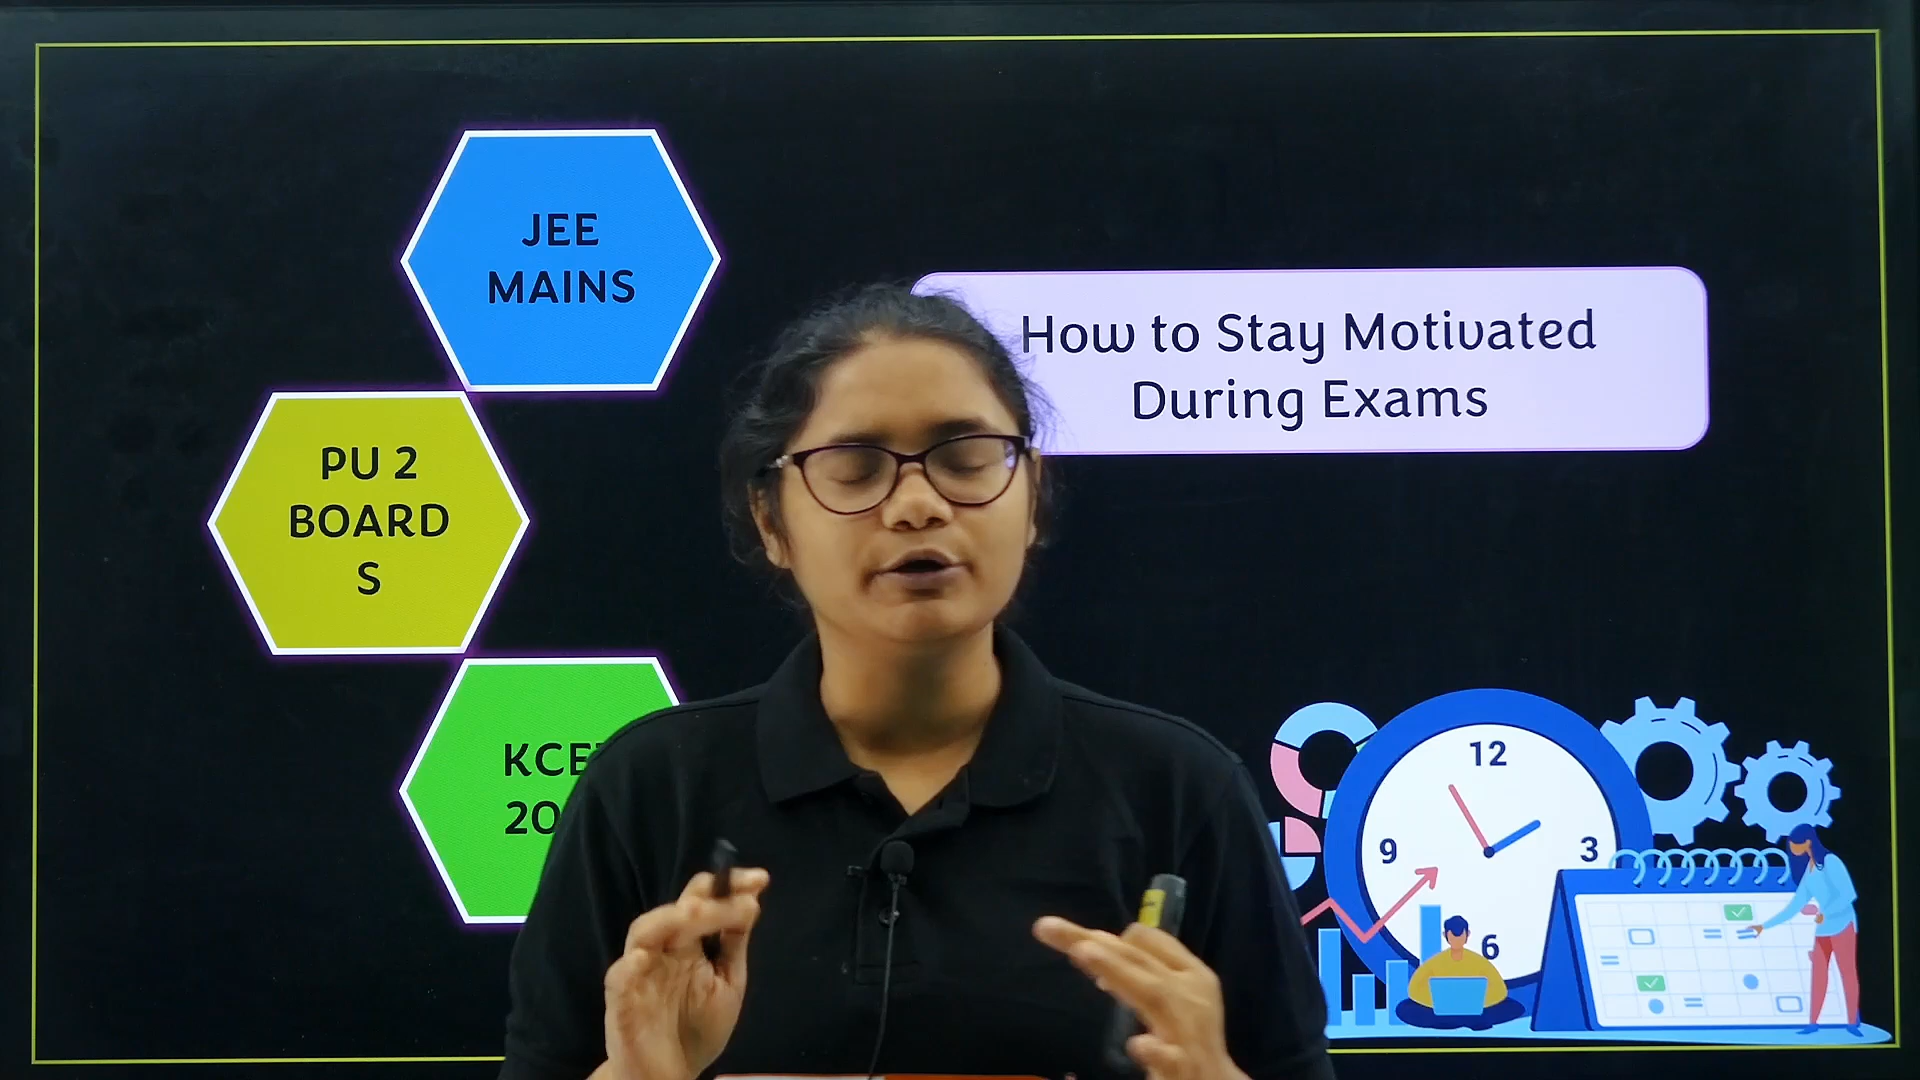 JEE
MAINS
How to Stay Motivated
During Exams
PU 2
BOARD
S
12
9
3
6